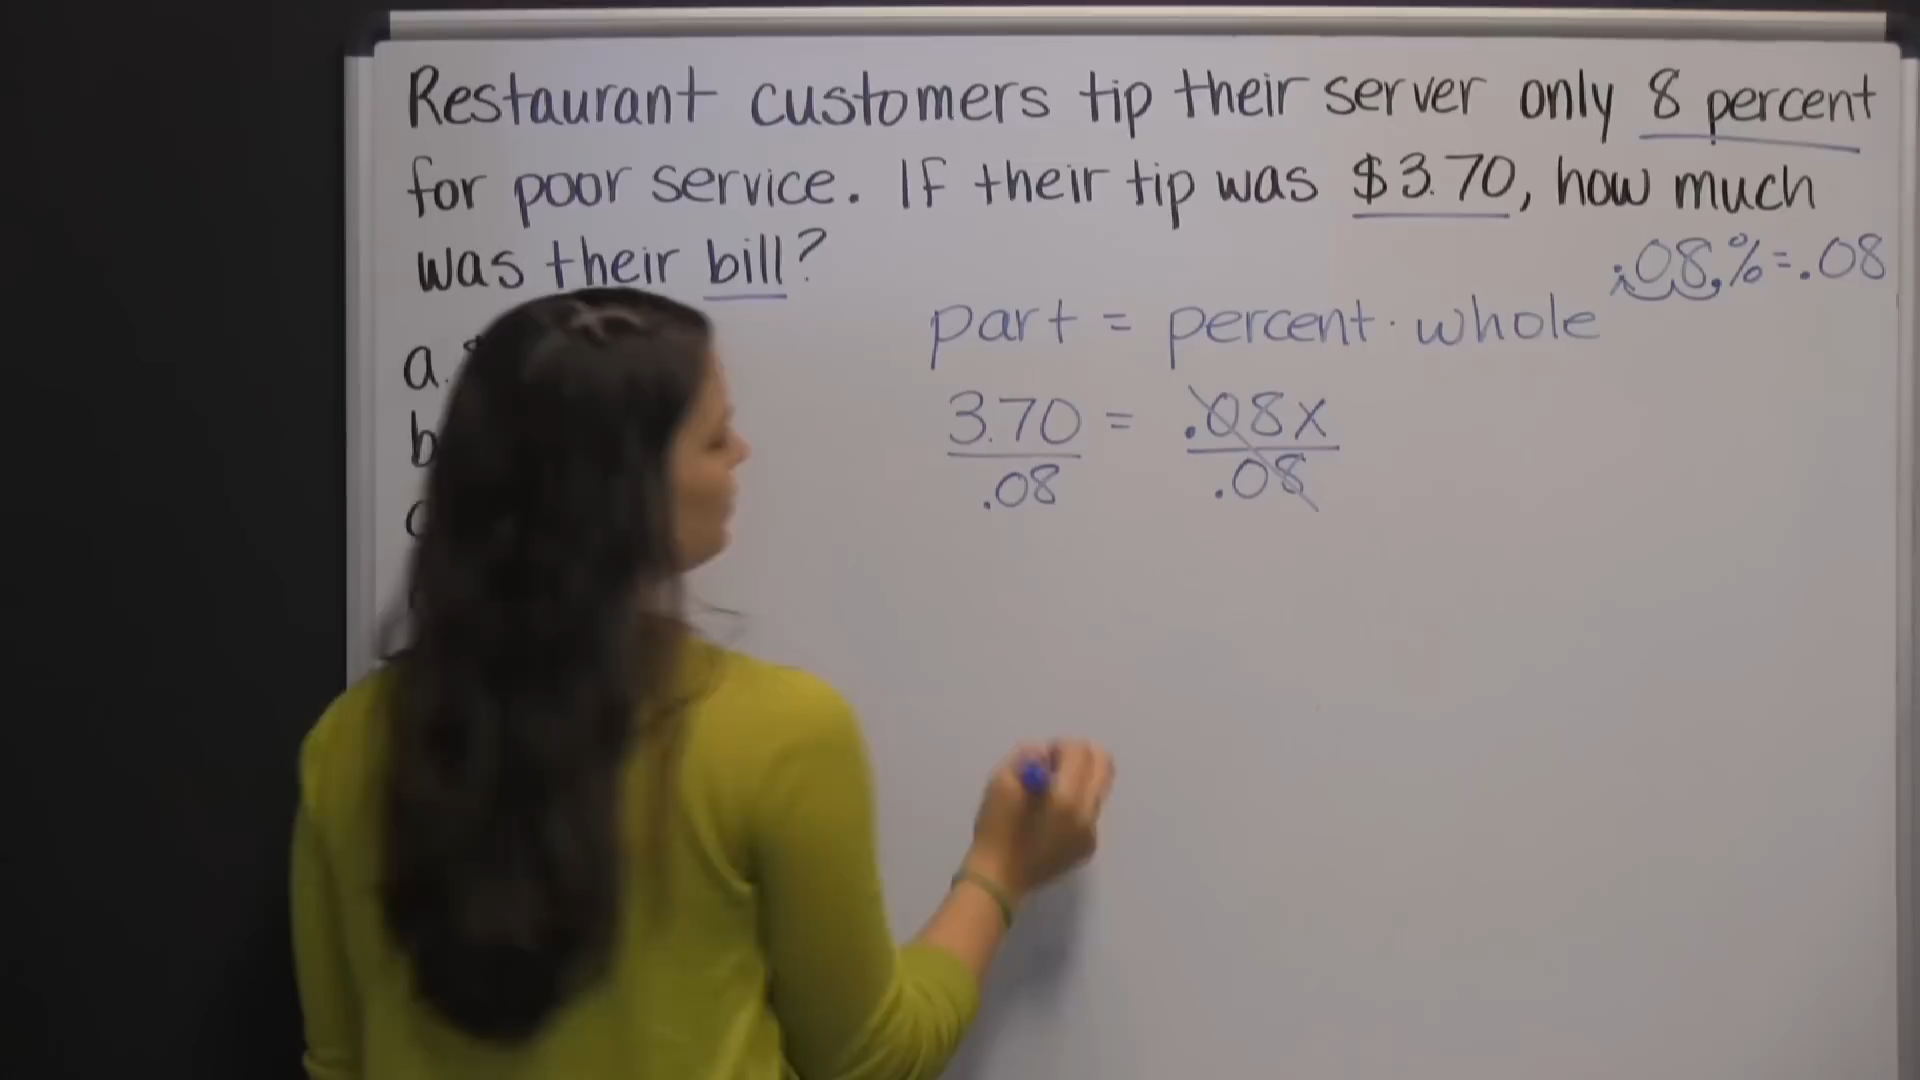 Restaurant customers tip their server only 8 percent
for poor service. If their tip was $3.70, how much
was their bill?
.08.% = .08
part = percent · whole
a.
b
3.70 = .08x
.08 .08